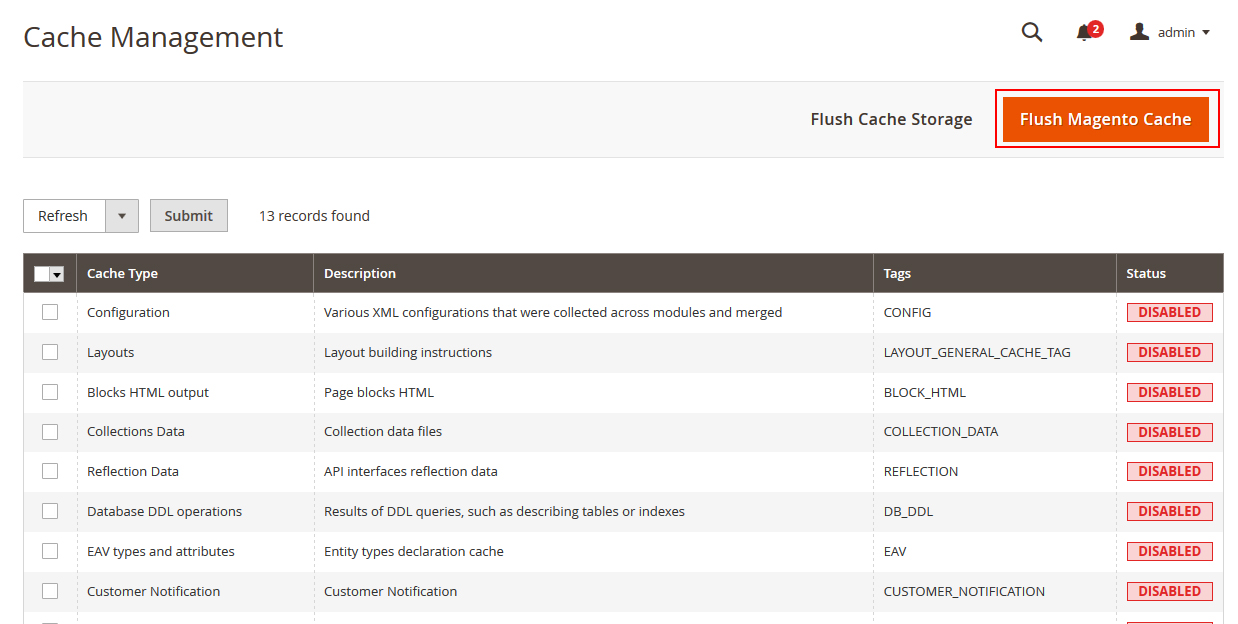 Cache Management
2
admin
Flush Cache Storage
Flush Magento Cache
Refresh
Submit
13 records found
Cache Type Description Tags Status
Configuration Various XML configurations that were collected across modules and merged CONFIG DISABLED
Layouts Layout building instructions LAYOUT_GENERAL_CACHE_TAG DISABLED
Blocks HTML output Page blocks HTML BLOCK_HTML DISABLED
Collections Data Collection data files COLLECTION_DATA DISABLED
Reflection Data API interfaces reflection data REFLECTION DISABLED
Database DDL operations Results of DDL queries, such as describing tables or indexes DB_DDL DISABLED
EAV types and attributes Entity types declaration cache EAV DISABLED
Customer Notification Customer Notification CUSTOMER_NOTIFICATION DISABLED